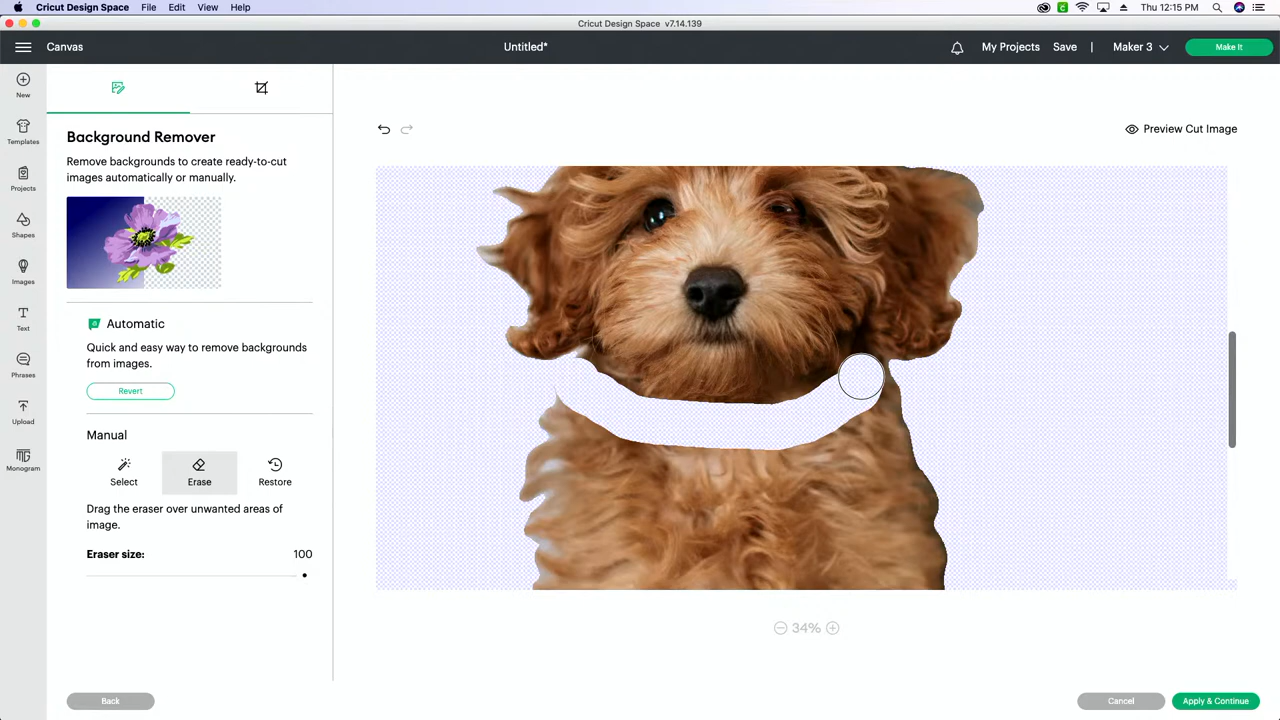 Cricut Design Space File Edit View Help Thu 12:15 PM
Cricut Design Space v7.14.139
Canvas Untitled* My Projects Save | Maker 3 Make It
New
Templates
Projects
Shapes
Images
Text
Phrases
Upload
Monogram
Background Remover
Remove backgrounds to create ready-to-cut
images automatically or manually.
Automatic
Quick and easy way to remove backgrounds
from images.
Revert
Manual
Select Erase Restore
Drag the eraser over unwanted areas of
image.
Eraser size: 100
Preview Cut Image
34%
Back Cancel Apply & Continue